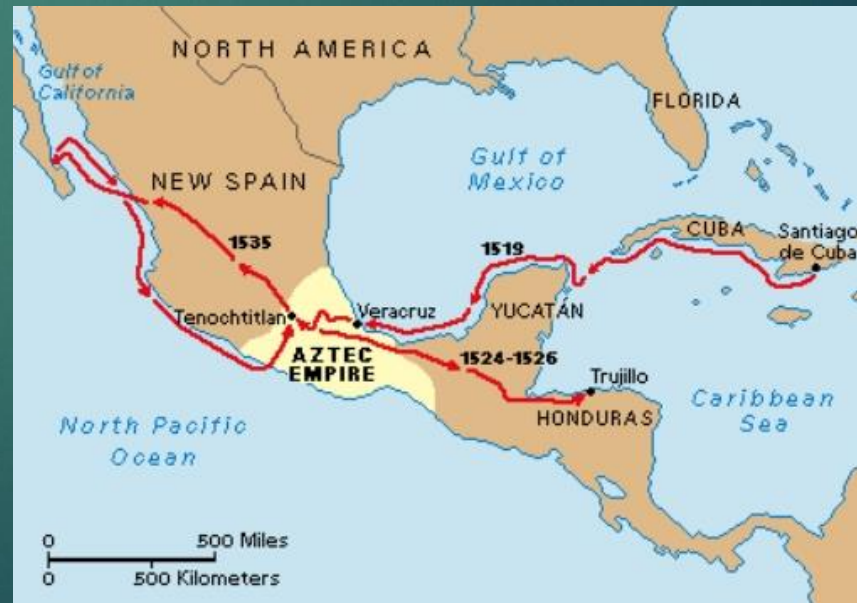 NORTH AMERICA
Gulf of
California
FLORIDA
Gulf of
Mexico
NEW SPAIN
CUBA
Santiago
de Cuba
1535
1519
Tenochtitlan
Veracruz
YUCATÁN
AZTEC
EMPIRE
1524-1526
Trujillo
HONDURAS
Caribbean
Sea
North Pacific
Ocean
0 500 Miles
0 500 Kilometers